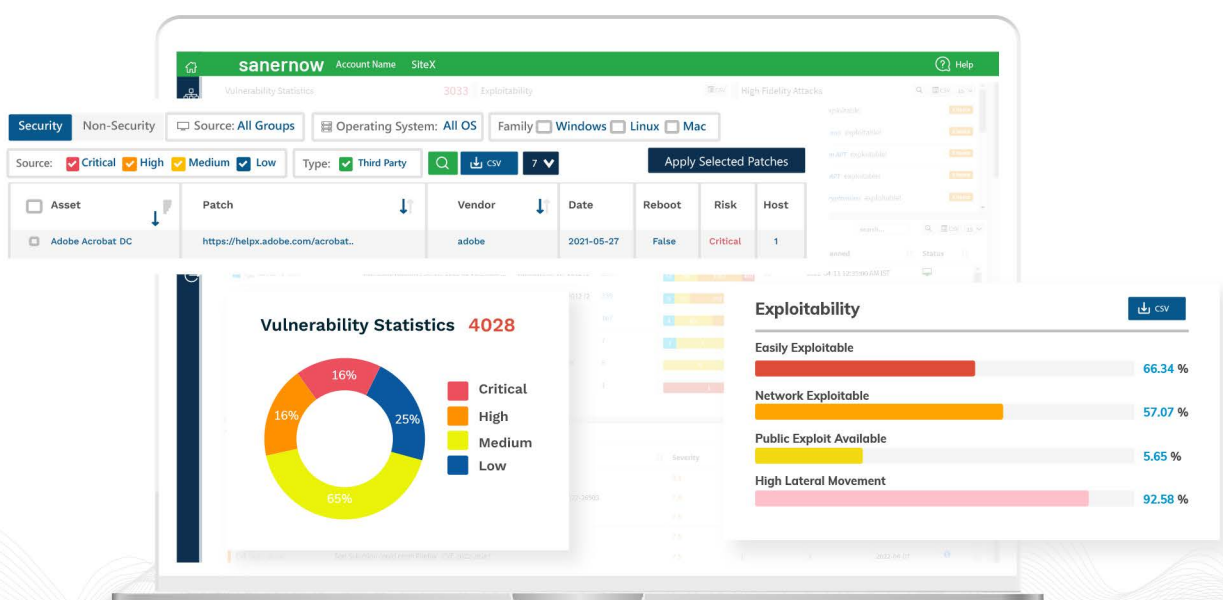 sanernow Account Name SiteX Help
Vulnerability Statistics 3033 Exploitability CSV High Fidelity Attacks
Security Non-Security Source: All Groups Operating System: All OS Family Windows Linux Mac
Source: Critical High Medium Low Type: Third Party CSV 7 Apply Selected Patches
Asset Patch Vendor Date Reboot Risk Host
Adobe Acrobat DC https://helpx.adobe.com/acrobat.. adobe 2021-05-27 False Critical 1
search...
Status
Vulnerability Statistics 4028
16%
16%
25%
65%
Critical
High
Medium
Low
Exploitability CSV
Easily Exploitable
66.34 %
Network Exploitable
57.07 %
Public Exploit Available
5.65 %
High Lateral Movement
92.58 %
Severity